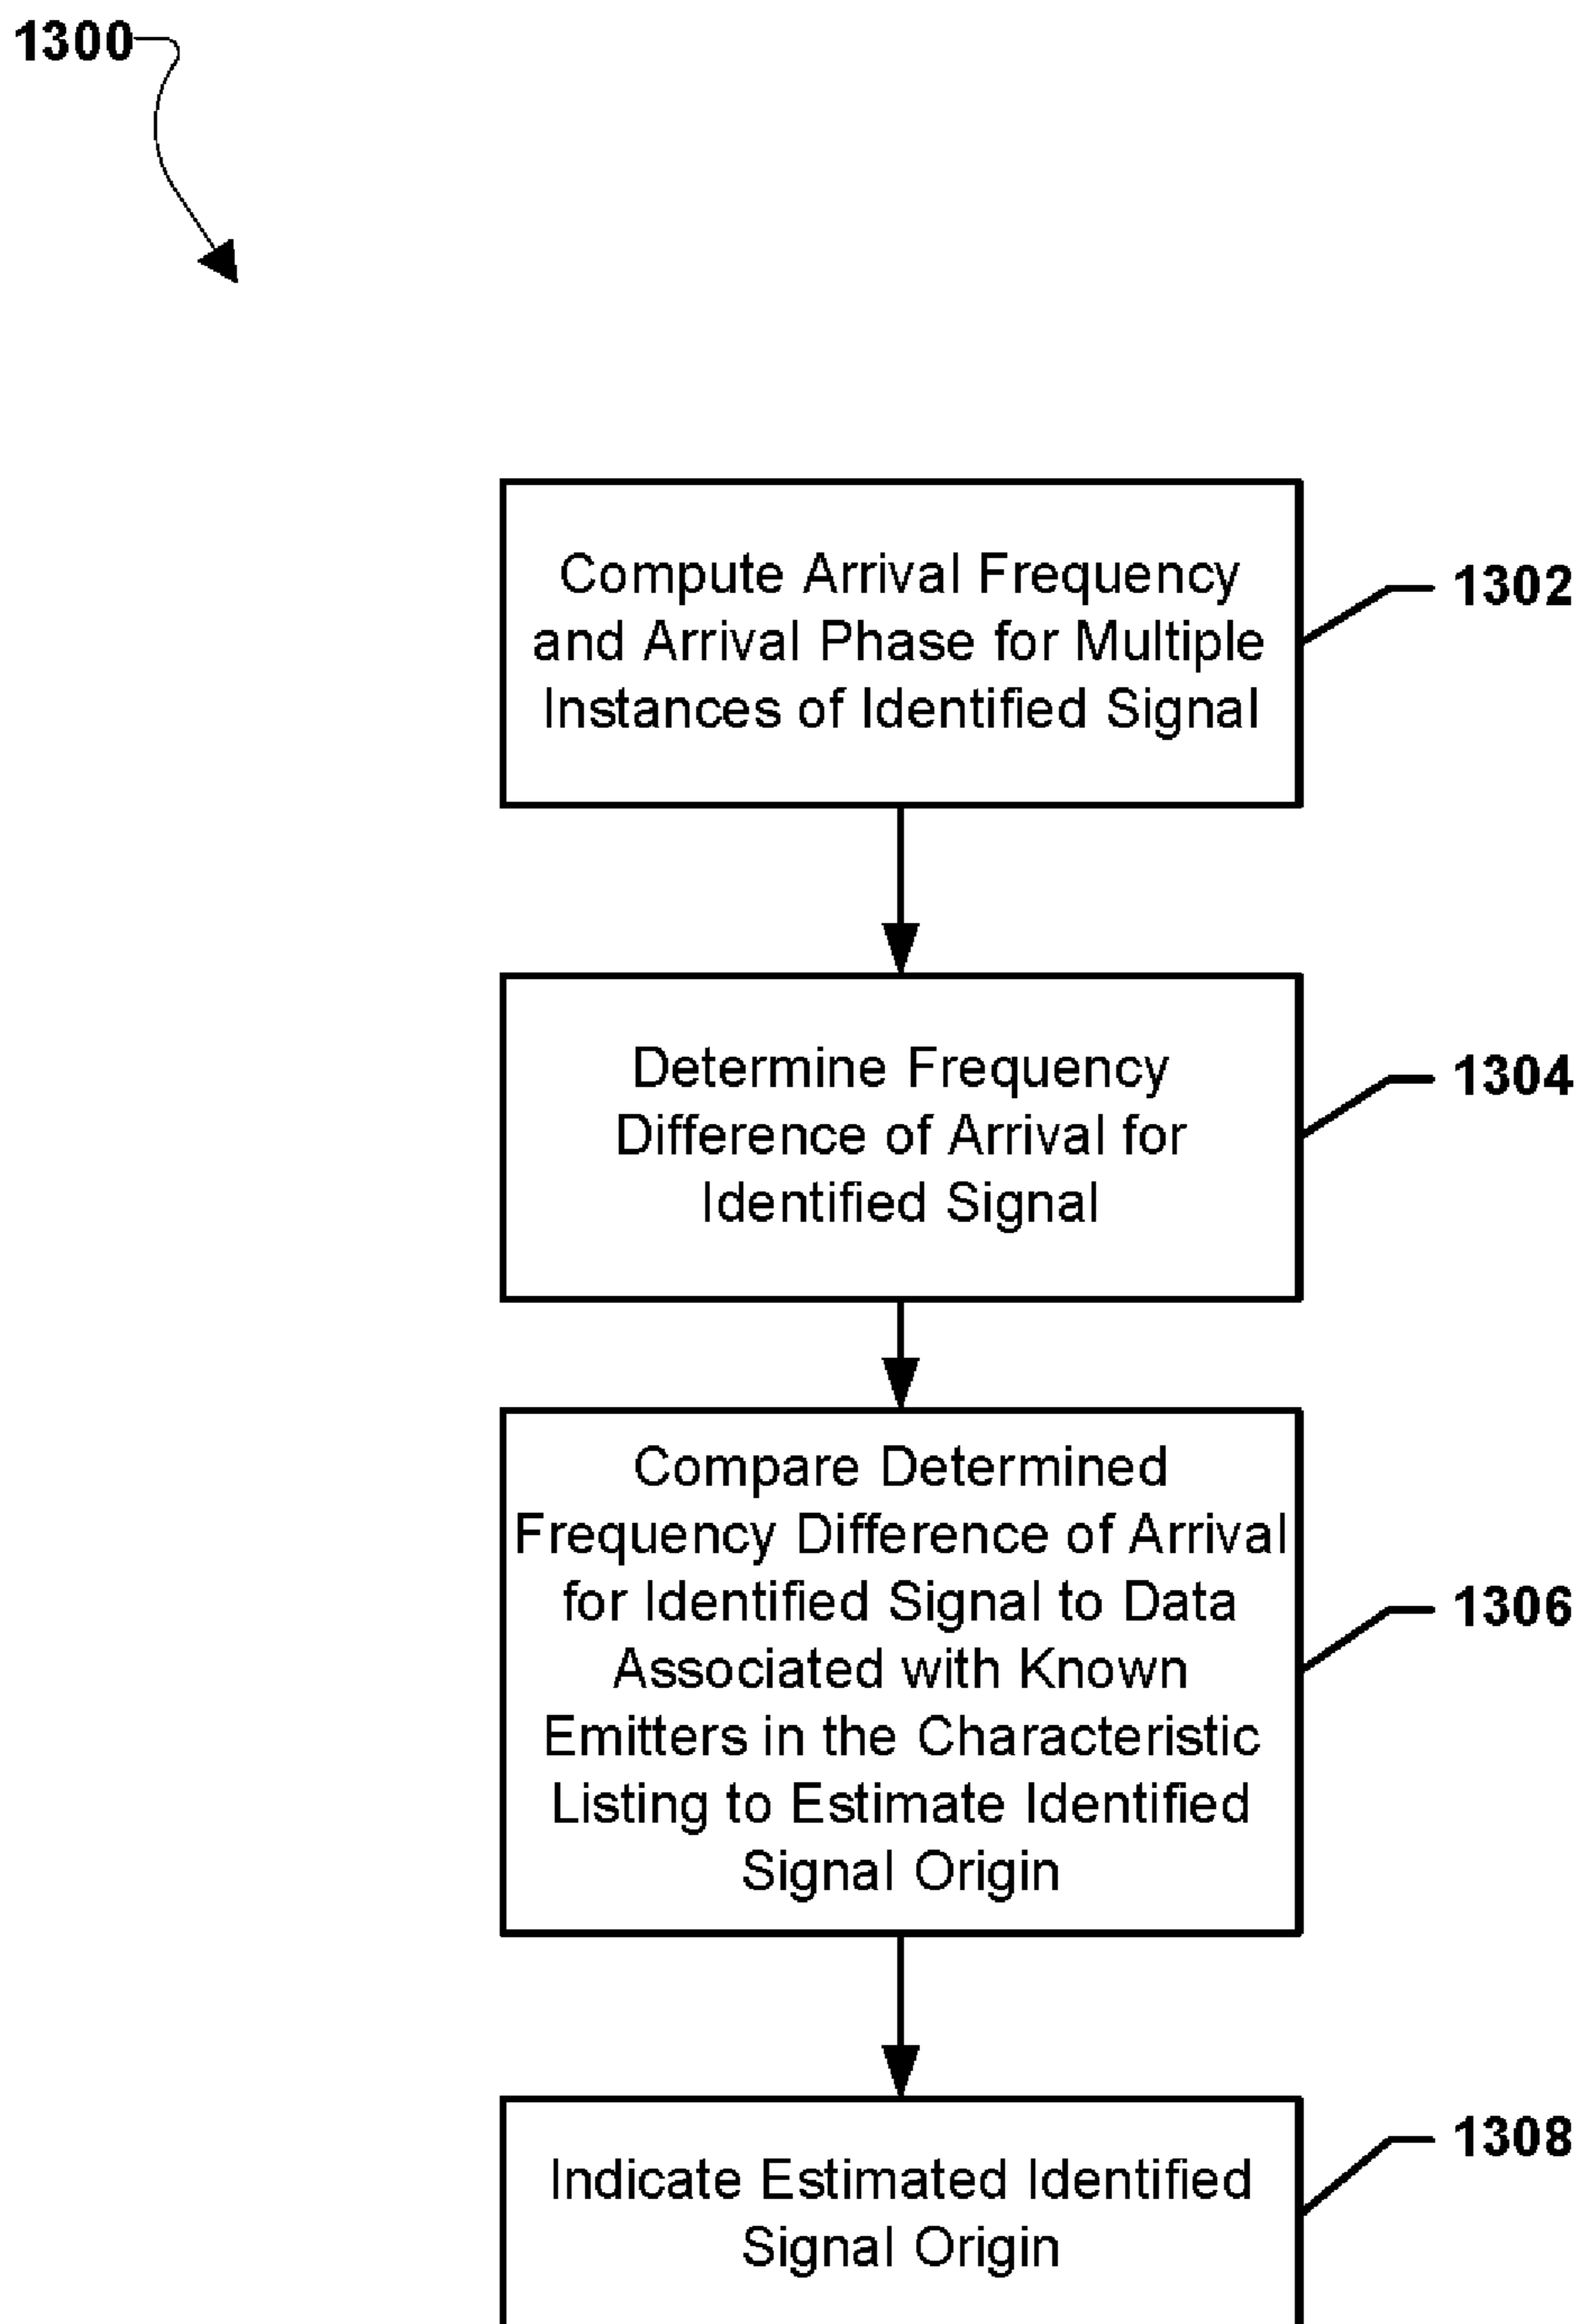 1300
Compute Arrival Frequency
and Arrival Phase for Multiple
Instances of Identified Signal
1302
Determine Frequency
Difference of Arrival for
Identified Signal
1304
Compare Determined
Frequency Difference of Arrival
for Identified Signal to Data
Associated with Known
Emitters in the Characteristic
Listing to Estimate Identified
Signal Origin
1306
Indicate Estimated Identified
Signal Origin
1308